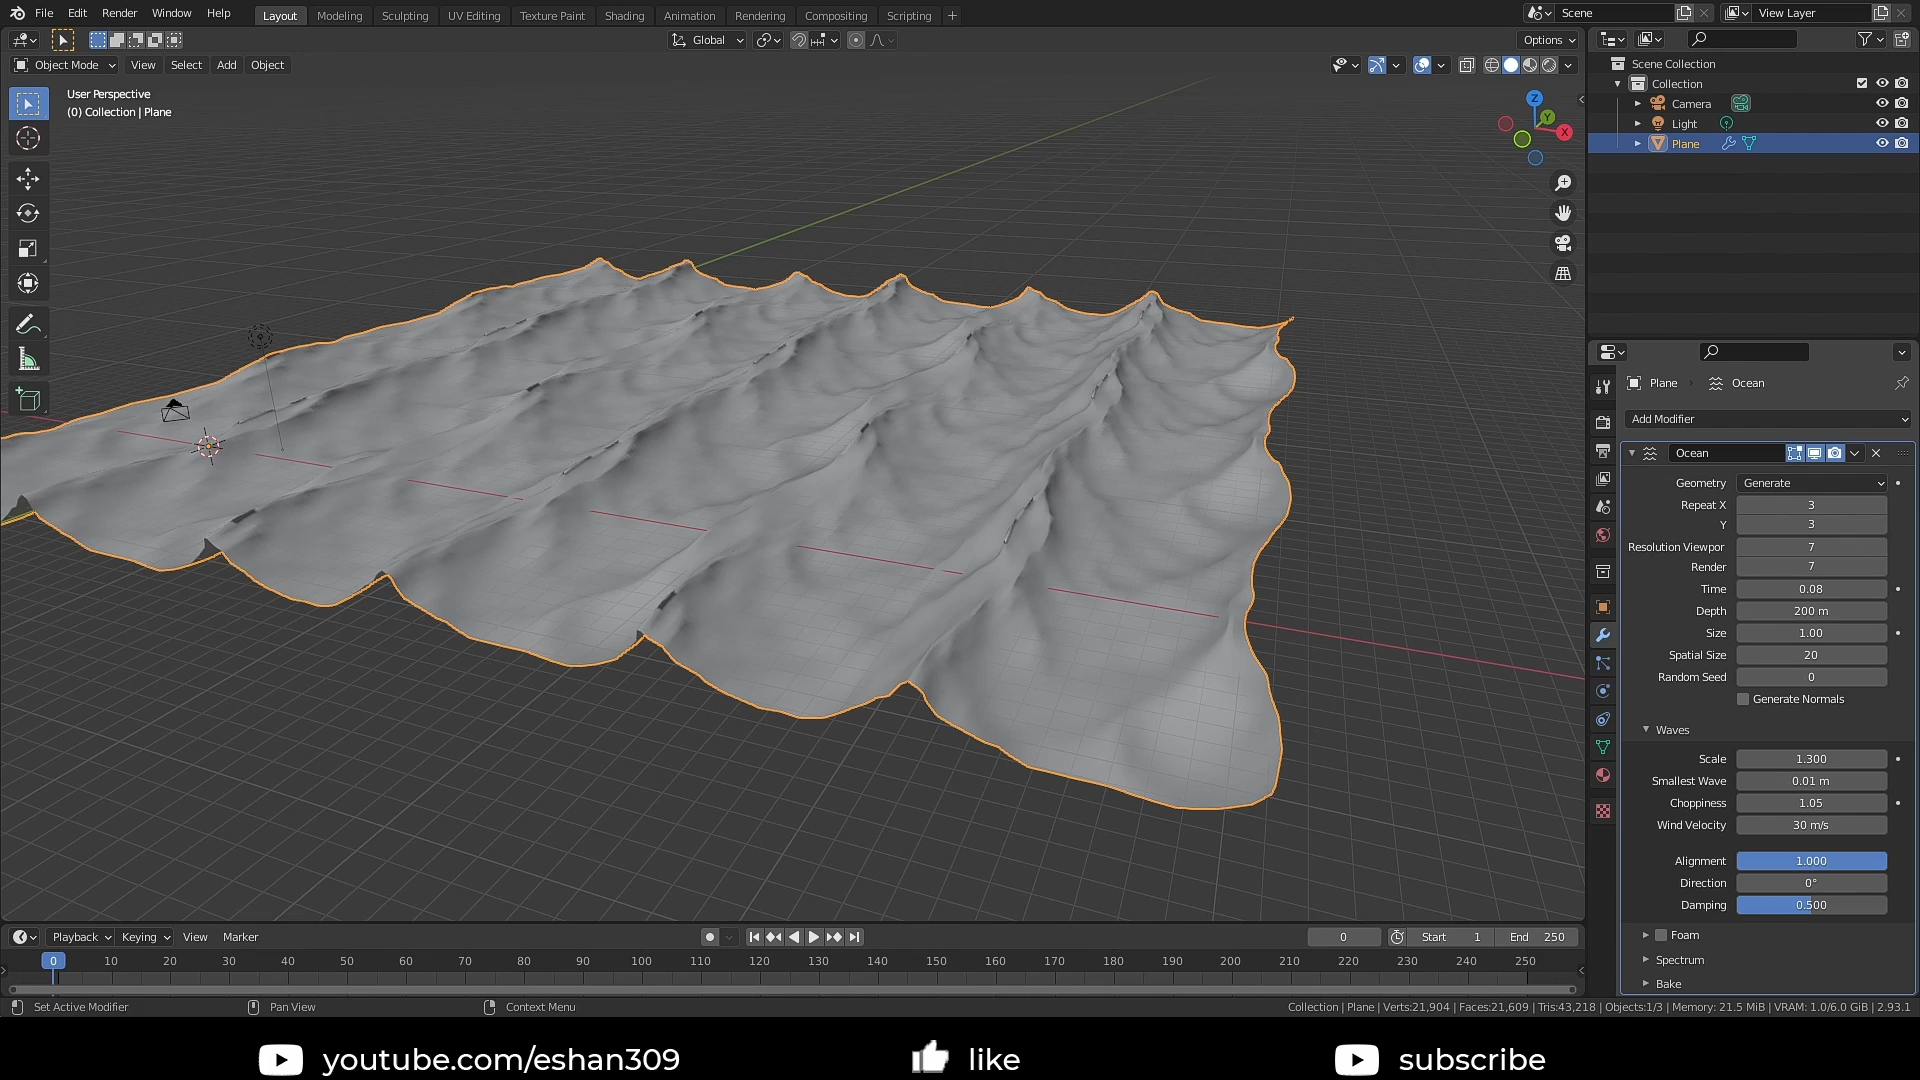 File Edit Render Window Help Layout Modeling Sculpting UV Editing Texture Paint Shading Animation Rendering Compositing Scripting + Scene View Layer
Global Options
Object Mode View Select Add Object
User Perspective
(0) Collection | Plane
Z
Y
X
Scene Collection
Collection
Camera
Light
Plane
Plane Ocean
Add Modifier
Ocean
Geometry Generate
Repeat X 3
Y 3
Resolution Viewpor 7
Render 7
Time 0.08
Depth 200 m
Size 1.00
Spatial Size 20
Random Seed 0
Generate Normals
Waves
Scale 1.300
Smallest Wave 0.01 m
Choppiness 1.05
Wind Velocity 30 m/s
Alignment 1.000
Direction 0°
Damping 0.500
Foam
Spectrum
Bake
Playback Keying View Marker 0 Start 1 End 250
0 10 20 30 40 50 60 70 80 90 100 110 120 130 140 150 160 170 180 190 200 210 220 230 240 250
Set Active Modifier Pan View Context Menu Collection | Plane | Verts:21,904 | Faces:21,609 | Tris:43,218 | Objects:1/3 | Memory: 21.5 MiB | VRAM: 1.0/6.0 GiB | 2.93.1
youtube.com/eshan309 like subscribe